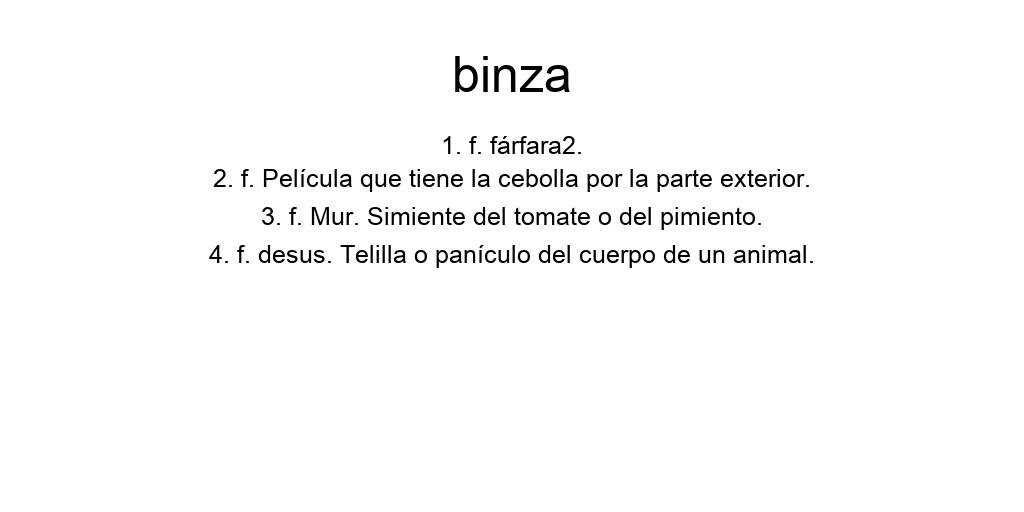 binza
1. f. fárfara2.
2. f. Película que tiene la cebolla por la parte exterior.
3. f. Mur. Simiente del tomate o del pimiento.
4. f. desus. Telilla o panículo del cuerpo de un animal.